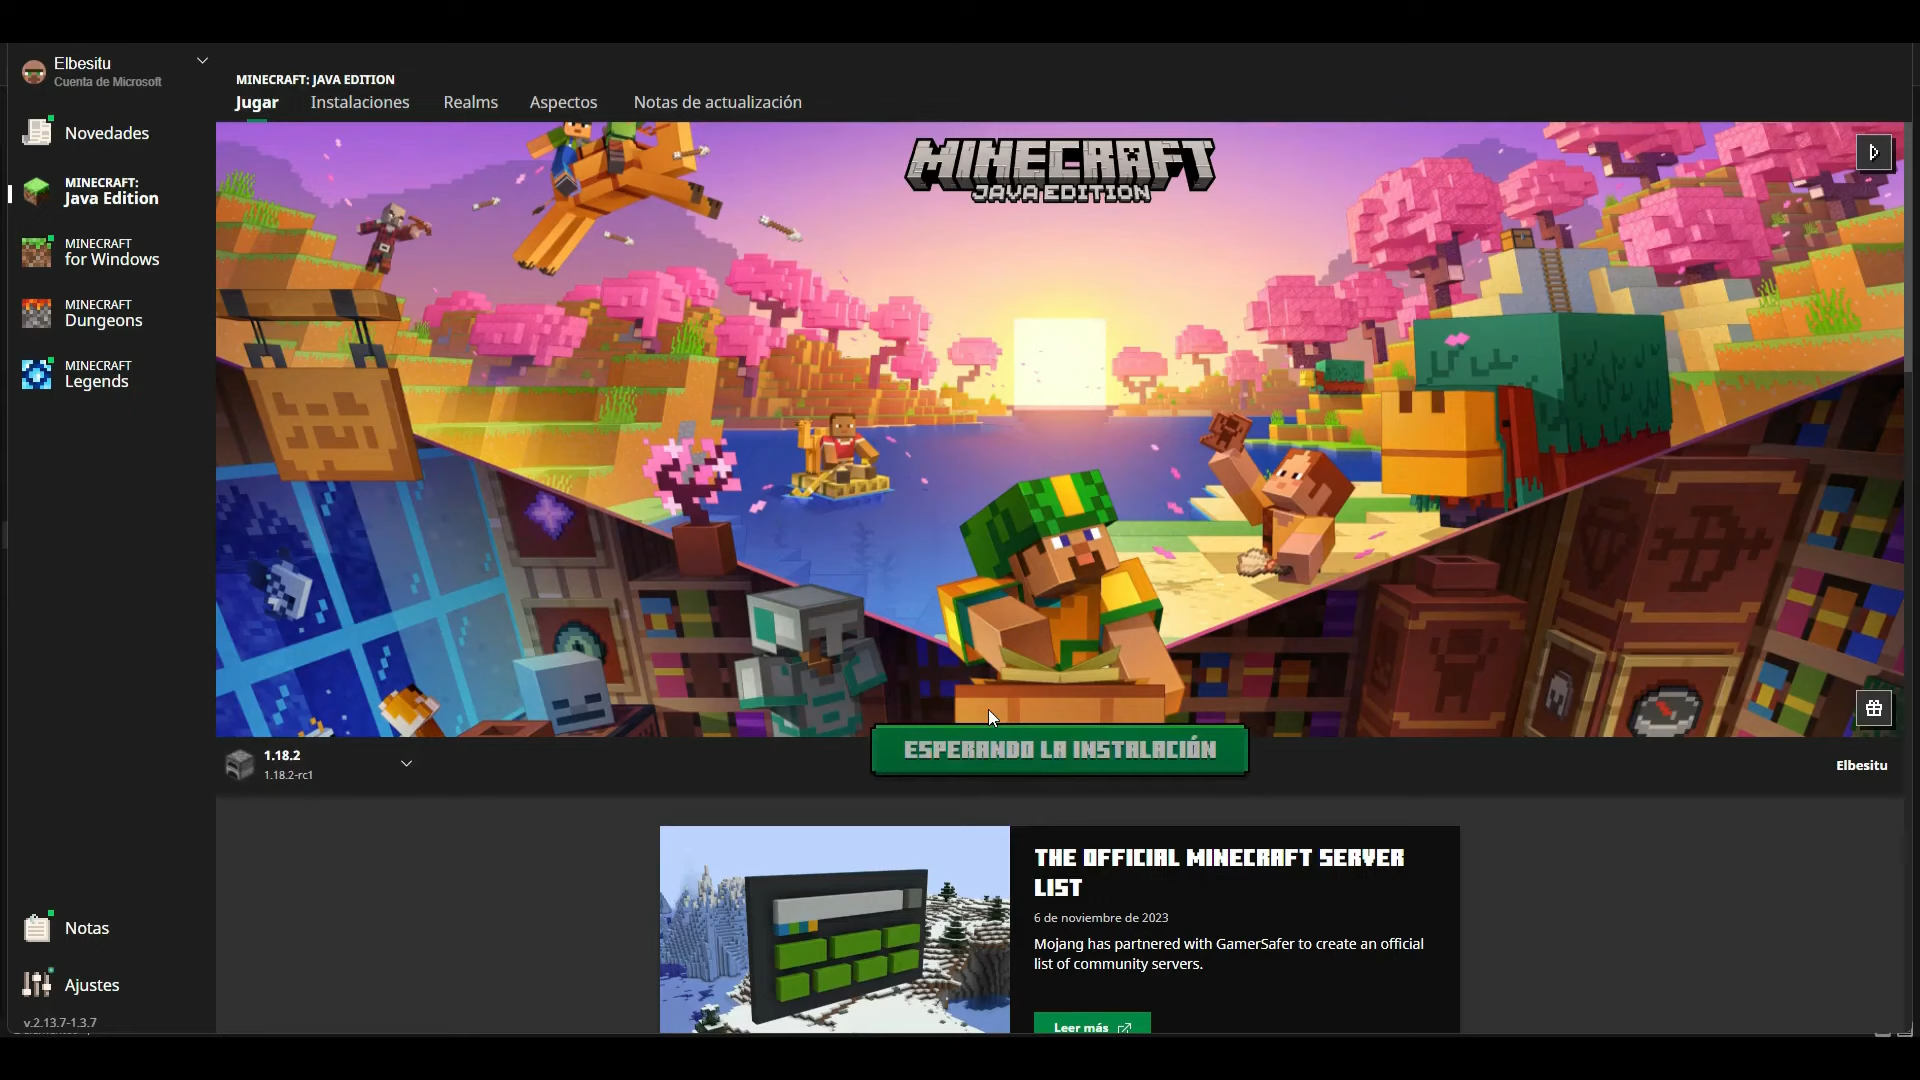 Elbesitu
Cuenta de Microsoft
Novedades
MINECRAFT:
Java Edition
MINECRAFT
for Windows
MINECRAFT
Dungeons
MINECRAFT
Legends
Notas
Ajustes
v.2.13.7-1.3.7
MINECRAFT: JAVA EDITION
Jugar Instalaciones Realms Aspectos Notas de actualización
MINECRAFT
JAVA EDITION
1.18.2
1.18.2-rc1
ESPERANDO LA INSTALACIÓN
Elbesitu
THE OFFICIAL MINECRAFT SERVER
LIST
6 de noviembre de 2023
Mojang has partnered with GamerSafer to create an official
list of community servers.
Leer más